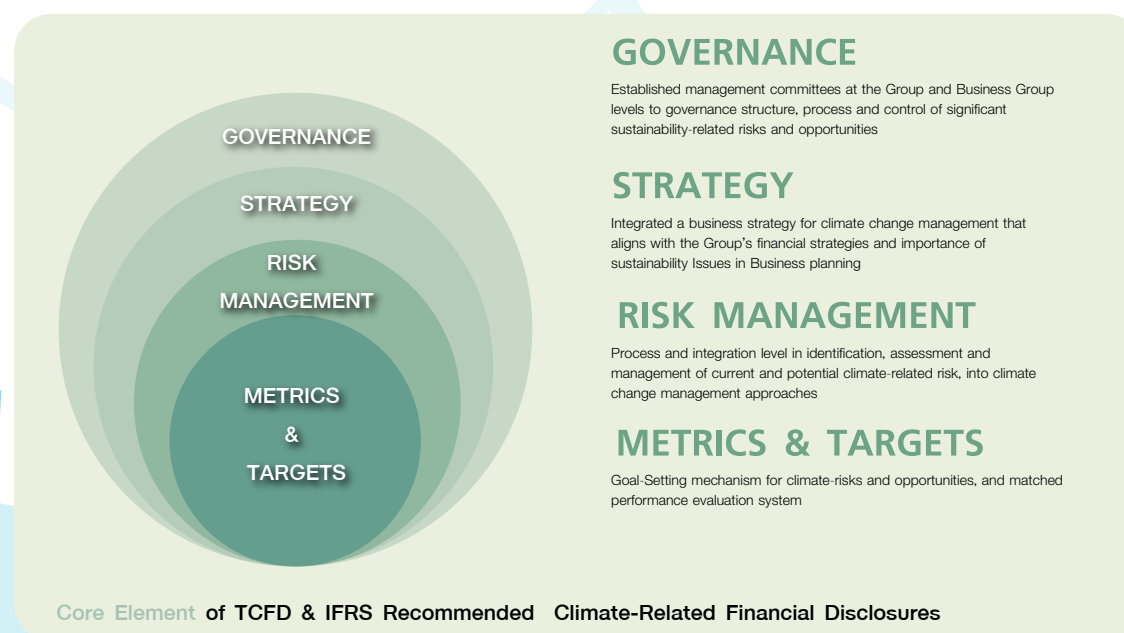 GOVERNANCE
STRATEGY
RISK
MANAGEMENT
METRICS
&
TARGETS
GOVERNANCE
Established management committees at the Group and Business Group
levels to governance structure, process and control of significant
sustainability-related risks and opportunities
STRATEGY
Integrated a business strategy for climate change management that
aligns with the Group's financial strategies and importance of
sustainability Issues in Business planning
RISK MANAGEMENT
Process and integration level in identification, assessment and
management of current and potential climate-related risk, into climate
change management approaches
METRICS & TARGETS
Goal-Setting mechanism for climate-risks and opportunities, and matched
performance evaluation system
Core Element of TCFD & IFRS Recommended Climate-Related Financial Disclosures